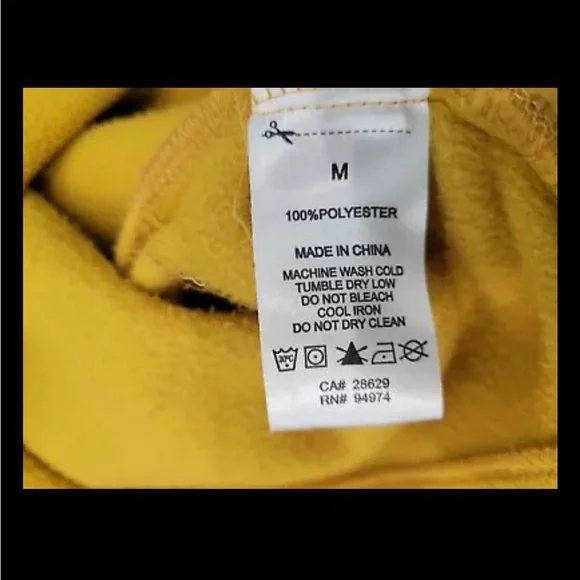 M
100%POLYESTER
MADE IN CHINA
MACHINE WASH COLD
TUMBLE DRY LOW
DO NOT BLEACH
COOL IRON
DO NOT DRY CLEAN
CA# 28629
RN# 94974